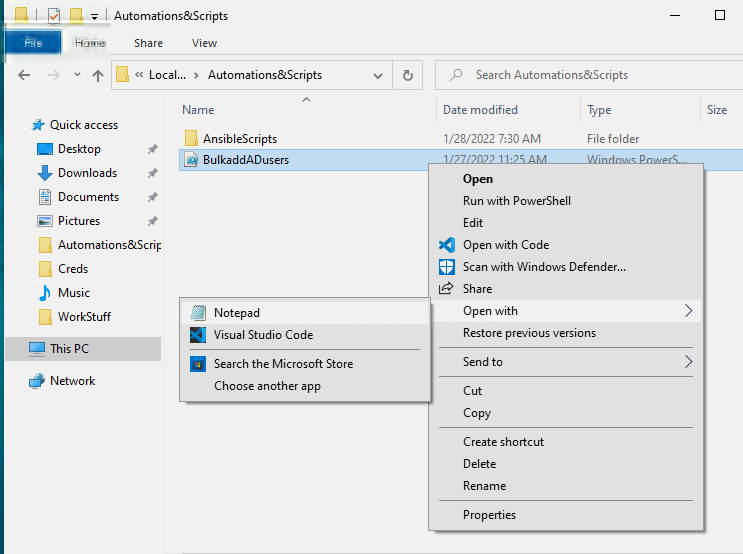 Automations&Scripts
File Home Share View
« Local... > Automations&Scripts
Search Automations&Scripts
Name Date modified Type Size
Quick access
Desktop
Downloads
Documents
Pictures
Automations&Scrip
Creds
Music
WorkStuff
This PC
Network
AnsibleScripts 1/28/2022 7:30 AM File folder
BulkaddADusers 1/27/2022 11:25 AM Windows PowerS...
Open
Run with PowerShell
Edit
Open with Code
Scan with Windows Defender...
Share
Open with
Restore previous versions
Send to
Cut
Copy
Create shortcut
Delete
Rename
Properties
Notepad
Visual Studio Code
Search the Microsoft Store
Choose another app